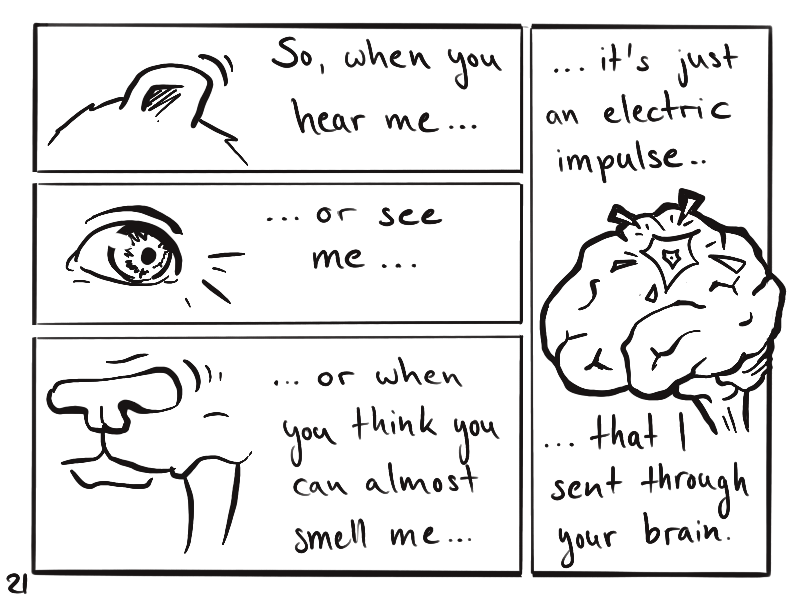 So, when you
hear me...
... or see
me ...
... or when
you think you
can almost
smell me...
... it's just
an electric
impulse..
... that I
sent through
your brain.
21